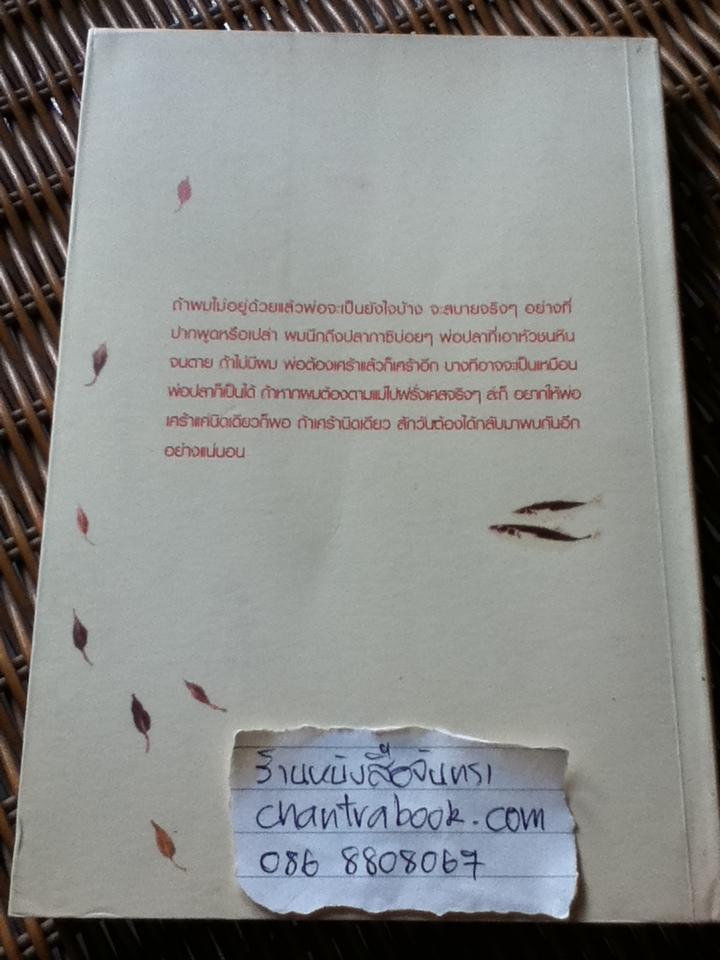 ถ้าผมไม่อยู่ด้วยแล้วพ่อจะเป็นยังไงบ้าง จะสบายจริงๆ อย่างที่
ปากพูดหรือเปล่า ผมนึกถึงปลากาซิบ่อยๆ พ่อปลาที่เอาหัวชนหิน
จนตาย ถ้าไม่มีผม พ่อต้องเศร้าแล้วก็เศร้าอีก บางทีอาจจะเป็นเหมือน
พ่อปลาก็เป็นได้ ถ้าหากผมต้องตามแม่ไปฝรั่งเศสจริงๆ ล่ะก็ อยากให้พ่อ
เศร้าแค่นิดเดียวก็พอ ถ้าเศร้านิดเดียว สักวันต้องได้กลับมาพบกันอีก
อย่างแน่นอน
ร้านหนังสือจันทรา
chantrabook.com
086 8808067